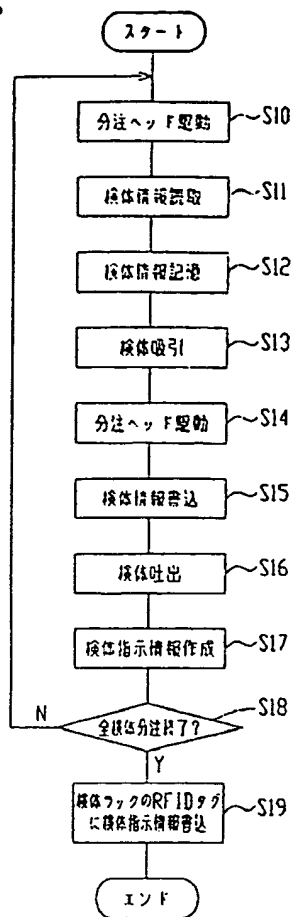 スタート
分注ヘッド駆動 S10
検体情報読取 S11
検体情報記憶 S12
検体吸引 S13
分注ヘッド駆動 S14
検体情報書込 S15
検体吐出 S16
検体指示情報作成 S17
全検体分注終了? S18
N
Y
検体ラックのRFIDタグ
に検体指示情報書込 S19
エンド